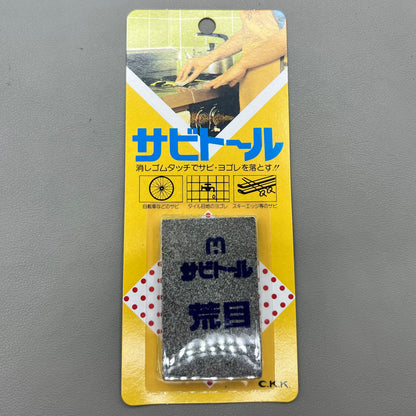 サビトール
消しゴムタッチでサビ・ヨゴレを落とす!!
自転車などのサビ
タイル目地のヨゴレ
スキーエッジ等のサビ
サビトール
荒目
C.K.K.